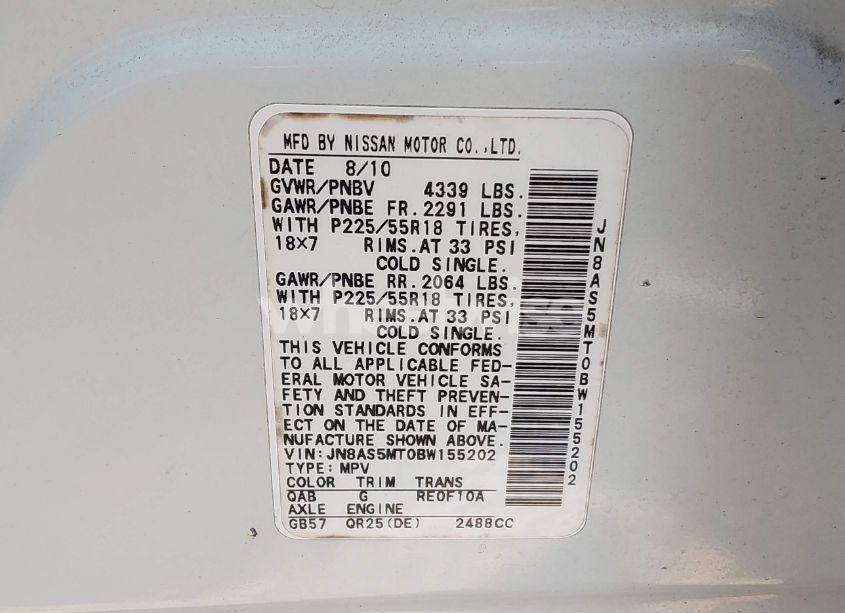 MFD BY NISSAN MOTOR CO.,LTD.
DATE 8/10
GVWR/PNBV 4339 LBS.
GAWR/PNBE FR.2291 LBS.
WITH P225/55R18 TIRES,
18×7 RIMS.AT 33 PSI
COLD SINGLE.
GAWR/PNBE RR.2064 LBS.
WITH P225/55R18 TIRES,
18×7 RIMS.AT 33 PSI
COLD SINGLE.
THIS VEHICLE CONFORMS
TO ALL APPLICABLE FED-
ERAL MOTOR VEHICLE SA-
FETY AND THEFT PREVEN-
TION STANDARDS IN EFF-
ECT ON THE DATE OF MA-
NUFACTURE SHOWN ABOVE.
VIN:JN8AS5MT0BW155202
TYPE:MPV
COLOR TRIM TRANS
QAB G RE0F10A
AXLE ENGINE
GB57 QR25(DE) 2488CC
JN8AS5MT0BW155202